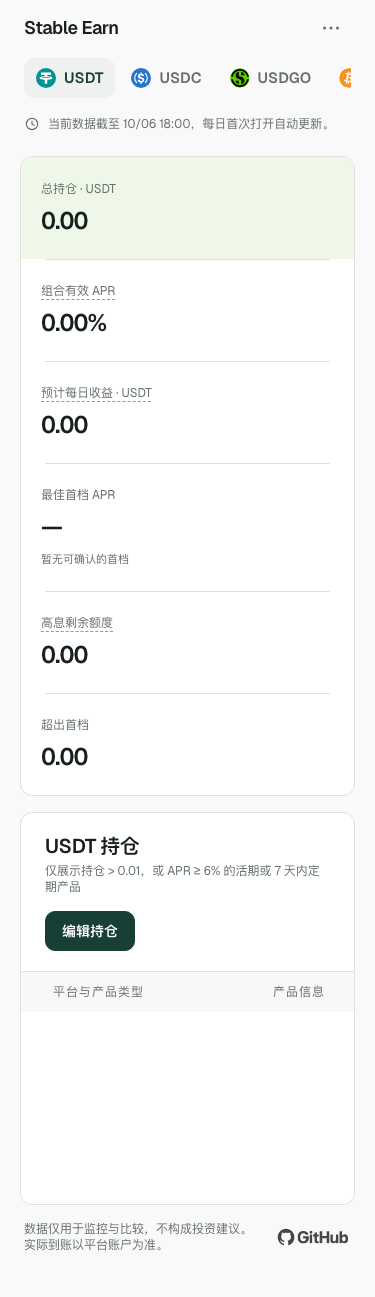 Stable Earn
USDT
USDC
USDGO
当前数据截至 10/06 18:00，每日首次打开自动更新。
总持仓 · USDT
0.00
组合有效 APR
0.00%
预计每日收益 · USDT
0.00
最佳首档 APR
—
暂无可确认的首档
高息剩余额度
0.00
超出首档
0.00
USDT 持仓
仅展示持仓 > 0.01，或 APR ≥ 6% 的活期或 7 天内定
期产品
编辑持仓
平台与产品类型
产品信息
数据仅用于监控与比较，不构成投资建议。
实际到账以平台账户为准。
GitHub